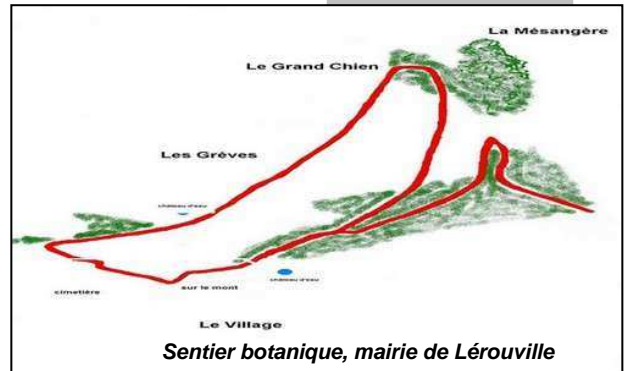 La Mésangère
Le Grand Chien
Les Grèves
château d'eau
château d'eau
cimetière
sur le mont
Le Village
Sentier botanique, mairie de Lérouville